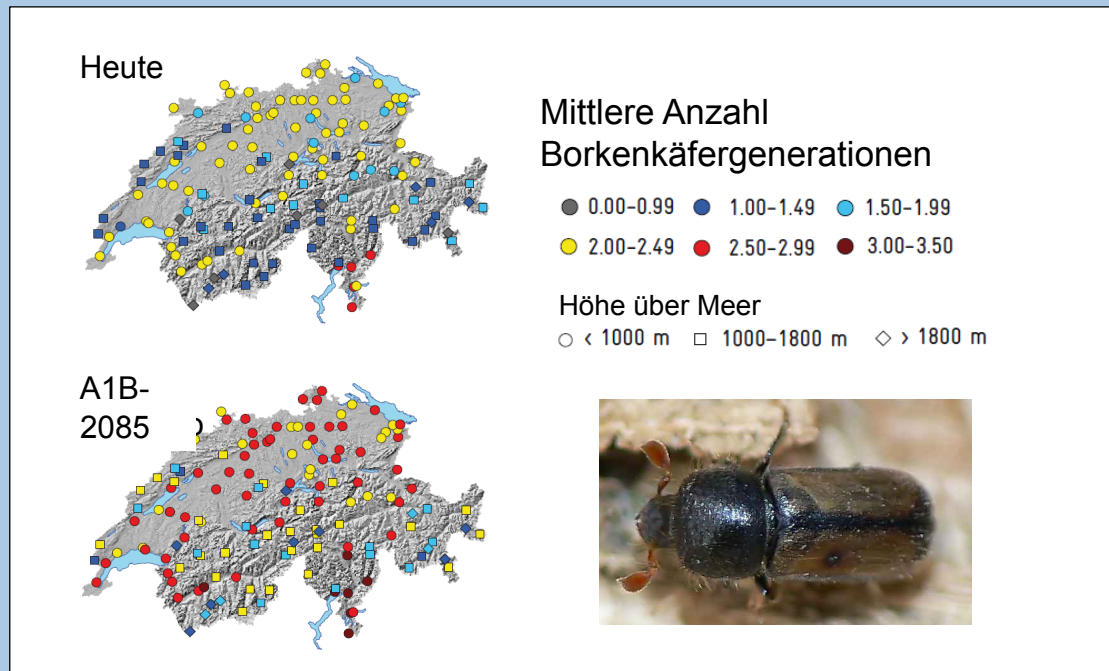 Heute
Mittlere Anzahl
Borkenkäfergenerationen
0.00–0.99 1.00–1.49 1.50–1.99
2.00–2.49 2.50–2.99 3.00–3.50
Höhe über Meer
< 1000 m 1000–1800 m > 1800 m
A1B-
2085